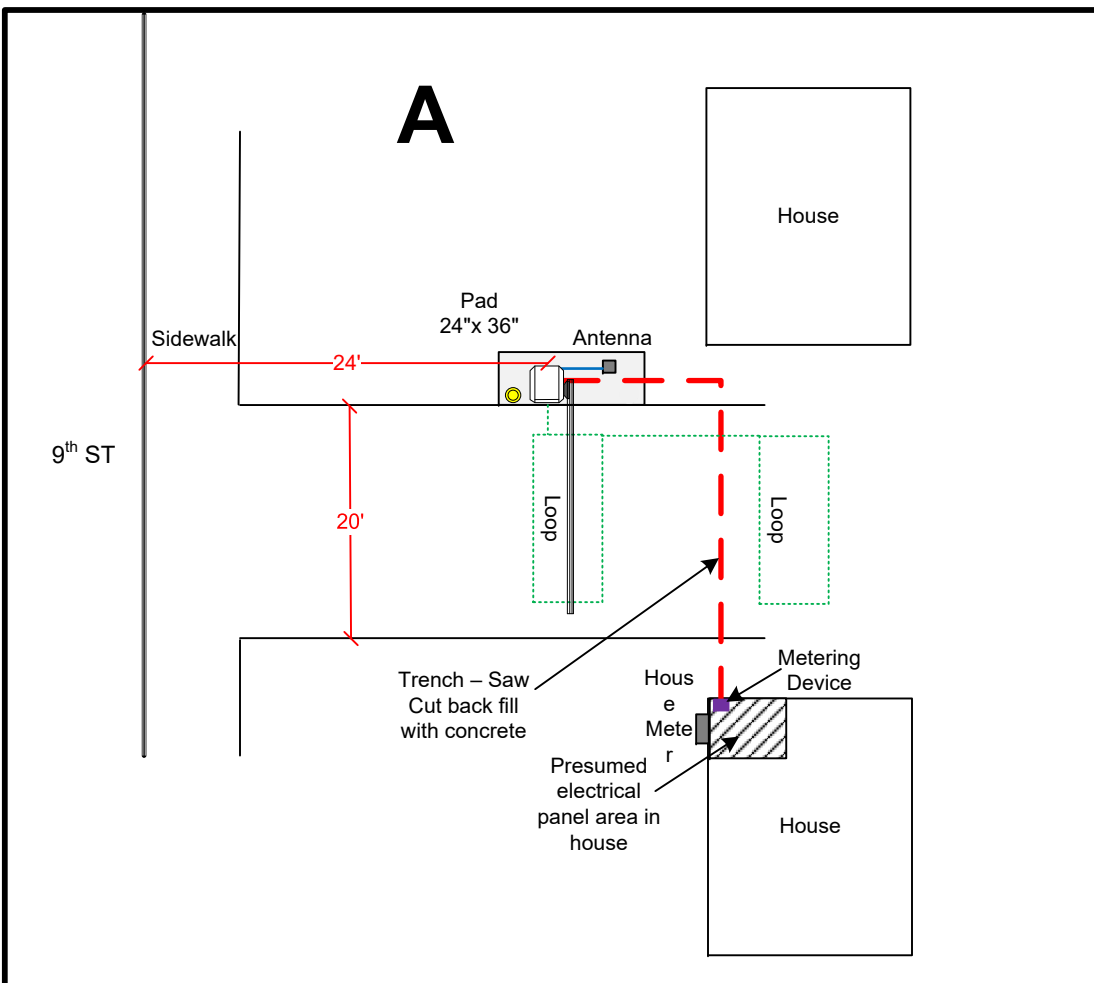 A
House
Pad
24"x 36"
Sidewalk
Antenna
24'
9th ST
Loop
Loop
20'
Trench – Saw
Cut back fill
with concrete
Hous
e
Mete
r
Metering
Device
Presumed
electrical
panel area in
house
House